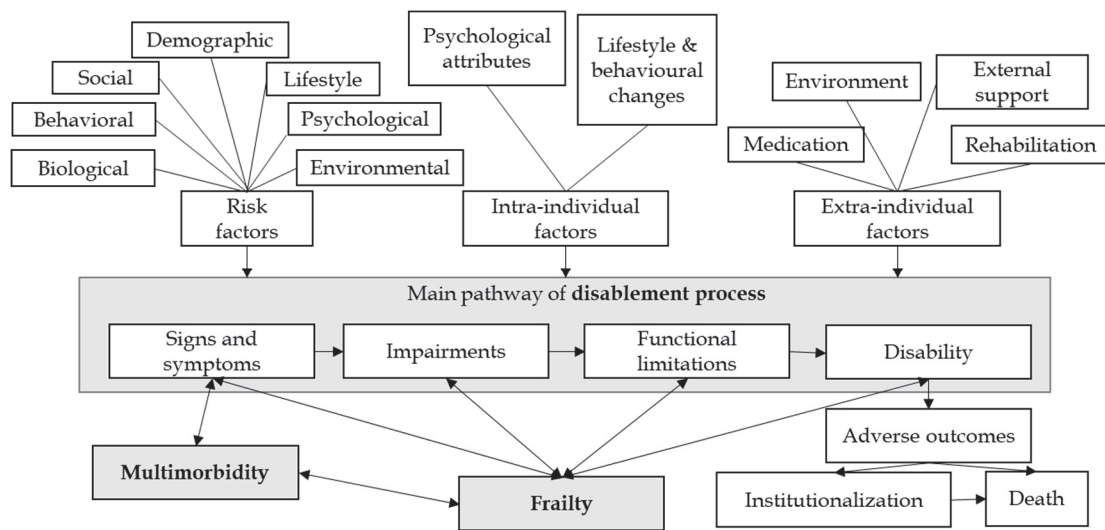 Demographic
Social
Lifestyle
Behavioral
Psychological
Biological
Environmental
Risk
factors
Psychological
attributes
Lifestyle &
behavioural
changes
Intra-individual
factors
Environment
External
support
Medication
Rehabilitation
Extra-individual
factors
Main pathway of disablement process
Signs and
symptoms
Impairments
Functional
limitations
Disability
Multimorbidity
Frailty
Adverse outcomes
Institutionalization
Death